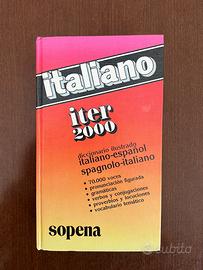 italiano
iter
2000
diccionario ilustrado
italiano-español
spagnolo-italiano
• 70.000 voces
• pronunciación figurada
• gramáticas
• verbos y conjugaciones
• proverbios y locuciones
• vocabulario temático
sopena
subito